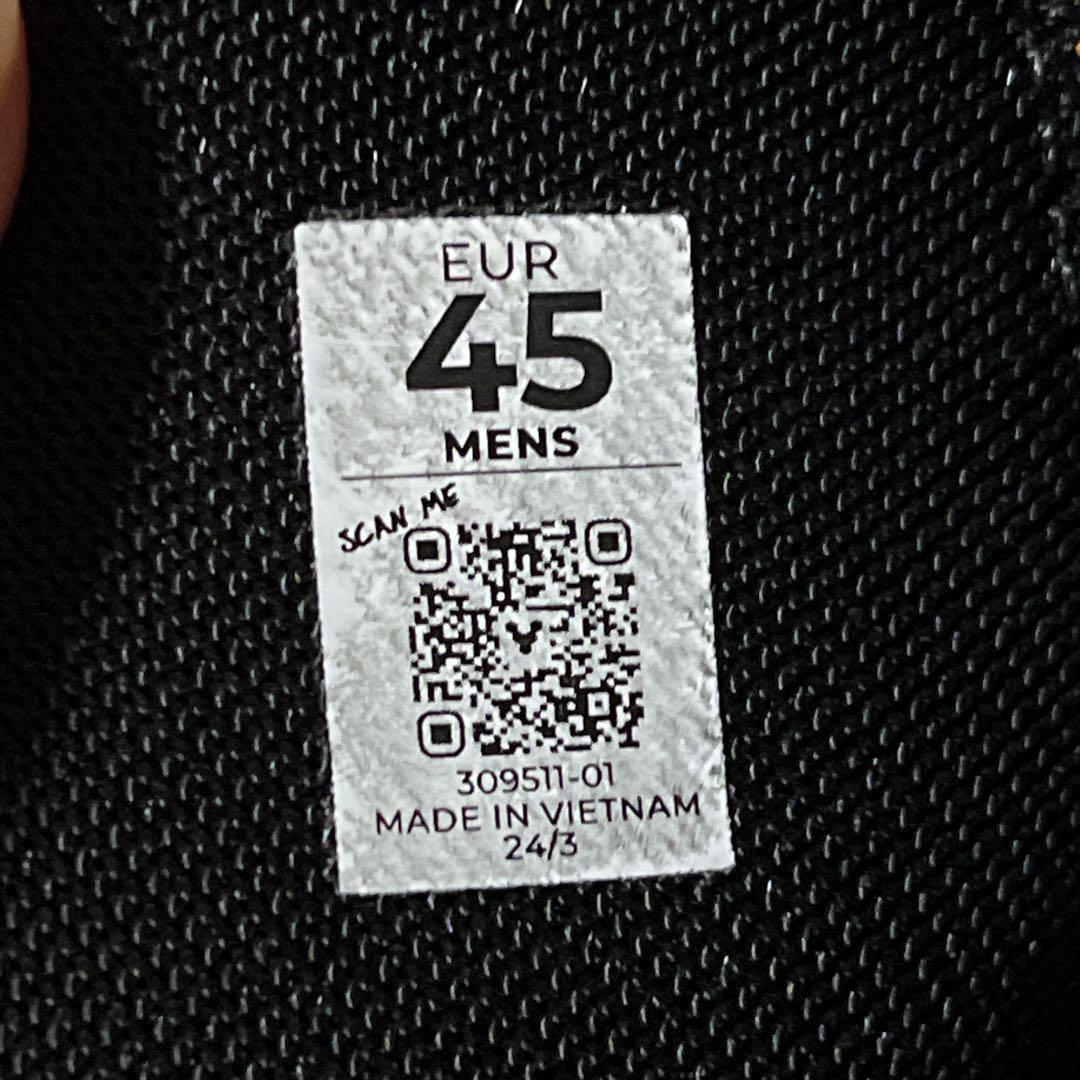 EUR
45
MENS
SCAN ME
309511-01
MADE IN VIETNAM
24/3